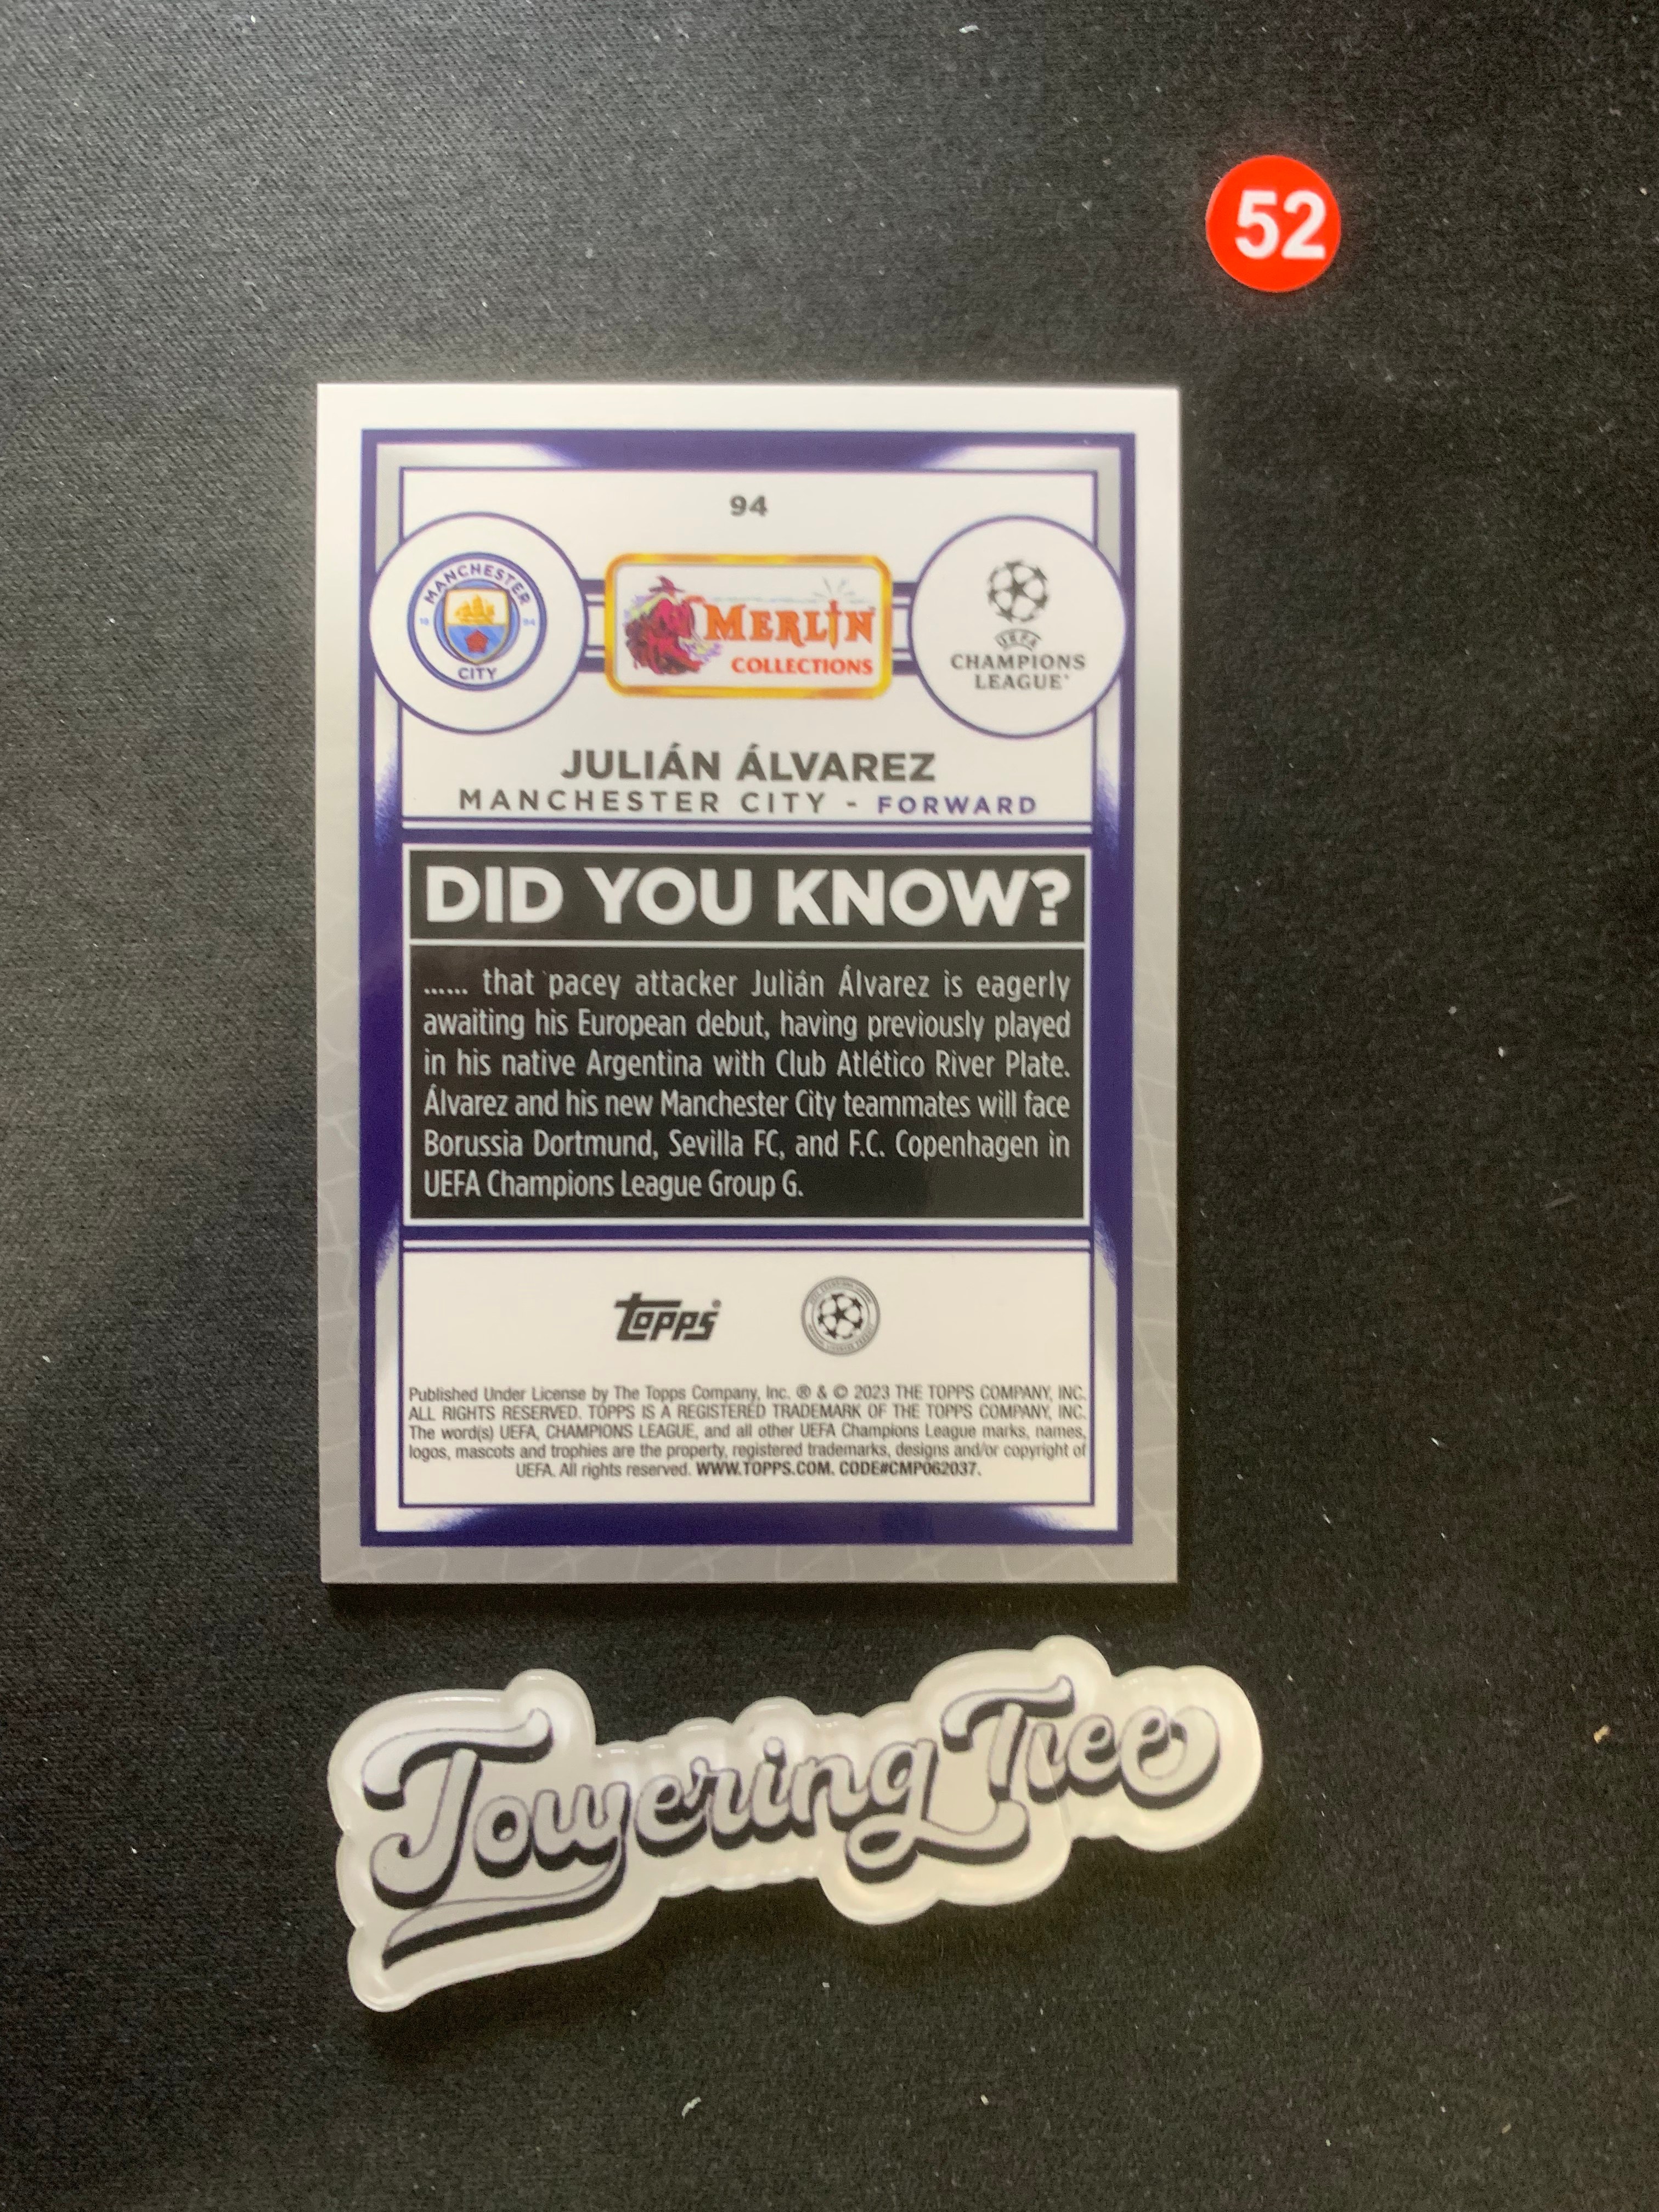 52
94
MANCHESTER
18 94
CITY
MERLIN
COLLECTIONS
UEFA
CHAMPIONS
LEAGUE
JULIÁN ÁLVAREZ
MANCHESTER CITY - FORWARD
DID YOU KNOW?
...... that pacey attacker Julián Álvarez is eagerly
awaiting his European debut, having previously played
in his native Argentina with Club Atlético River Plate.
Álvarez and his new Manchester City teammates will face
Borussia Dortmund, Sevilla FC, and F.C. Copenhagen in
UEFA Champions League Group G.
Topps®
Published Under License by The Topps Company, Inc. ® & © 2023 THE TOPPS COMPANY, INC.
ALL RIGHTS RESERVED. TOPPS IS A REGISTERED TRADEMARK OF THE TOPPS COMPANY, INC.
The word(s) UEFA, CHAMPIONS LEAGUE, and all other UEFA Champions League marks, names,
logos, mascots and trophies are the property, registered trademarks, designs and/or copyright of
UEFA. All rights reserved. WWW.TOPPS.COM. CODE#CMP062037.
Towering Tree